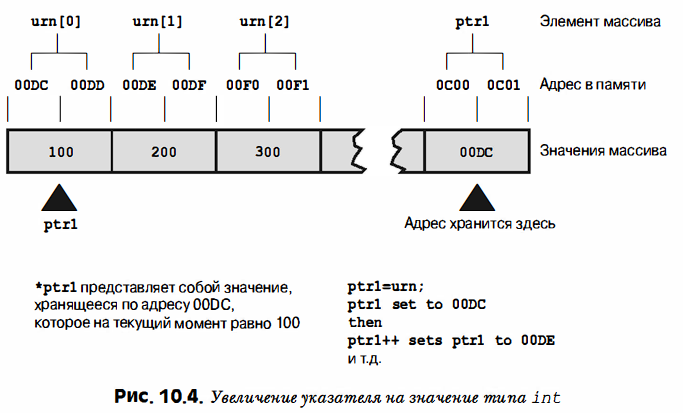 urn[0] urn[1] urn[2] ptr1 Элемент массива
00DC 00DD 00DE 00DF 00F0 00F1 0C00 0C01 Адрес в памяти
100 200 300 00DC Значения массива
ptr1 Адрес хранится здесь
*ptr1 представляет собой значение,
хранящееся по адресу 00DC,
которое на текущий момент равно 100
ptr1=urn;
ptr1 set to 00DC
then
ptr1++ sets ptr1 to 00DE
и т.д.
Рис. 10.4. Увеличение указателя на значение типа int